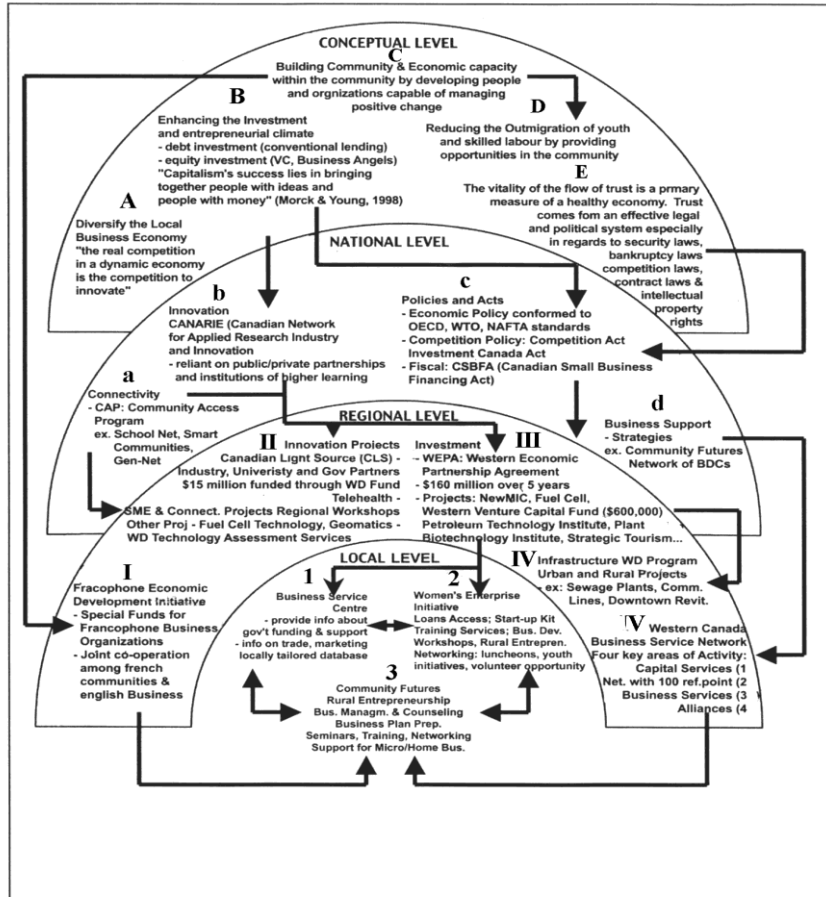 CONCEPTUAL LEVEL
C
Building Community & Economic capacity
within the community by developing people
and orgnizations capable of managing
positive change
B
Enhancing the Investment
and entrepreneurial climate
- debt investment (conventional lending)
- equity investment (VC, Business Angels)
"Capitalism's success lies in bringing
together people with ideas and
people with money" (Morck & Young, 1998)
D
Reducing the Outmigration of youth
and skilled labour by providing
opportunities in the community
A
Diversify the Local
Business Economy
"the real competition
in a dynamic economy
is the competition to
innovate"
E
The vitality of the flow of trust is a prmary
measure of a healthy economy. Trust
comes fom an effective legal
and political system especially
in regards to security laws,
bankruptcy laws
competition laws,
contract laws &
intellectual
property
rights
NATIONAL LEVEL
b
Innovation
CANARIE (Canadian Network
for Applied Research Industry
and Innovation
- reliant on public/private partnerships
and institutions of higher learning
c
Policies and Acts
- Economic Policy conformed to
OECD, WTO, NAFTA standards
- Competition Policy: Competition Act
Investment Canada Act
- Fiscal: CSBFA (Canadian Small Business
Financing Act)
a
Connectivity
- CAP: Community Access
Program
ex. School Net, Smart
Communities,
Gen-Net
d
Business Support
- Strategies
ex. Community Futures
Network of BDCs
REGIONAL LEVEL
II
Innovation Projects
Canadian Light Source (CLS) -
Industry, Univeristy and Gov Partners
$15 million funded through WD Fund
Telehealth -
SME & Connect. Projects Regional Workshops
Other Proj - Fuel Cell Technology, Geomatics -
WD Technology Assessment Services
III
Investment
- WEPA: Western Economic
Partnership Agreement
- $160 million over 5 years
- Projects: NewMIC, Fuel Cell,
Western Venture Capital Fund ($600,000)
Petroleum Technology Institute, Plant
Biotechnology Institute, Strategic Tourism...
I
Fracophone Economic
Development Initiative
- Special Funds for
Francophone Business
Organizations
- Joint co-operation
among french
communities &
english Business
IV
Infrastructure WD Program
Urban and Rural Projects
- ex: Sewage Plants, Comm.
Lines, Downtown Revit.
IV
Western Canada
Business Service Network
Four key areas of Activity:
Capital Services (1
Net. with 100 ref.point (2
Business Services (3
Alliances (4
LOCAL LEVEL
1
Business Service
Centre
- provide info about
gov't funding & support
- info on trade, marketing
locally tailored database
2
Women's Enterprise
Initiative
Loans Access; Start-up Kit
Training Services; Bus. Dev.
Workshops, Rural Entrepren.
Networking: luncheons, youth
initiatives, volunteer opportunity
3
Community Futures
Rural Entrepreneurship
Bus. Managm. & Counseling
Business Plan Prep.
Seminars, Training, Networking
Support for Micro/Home Bus.